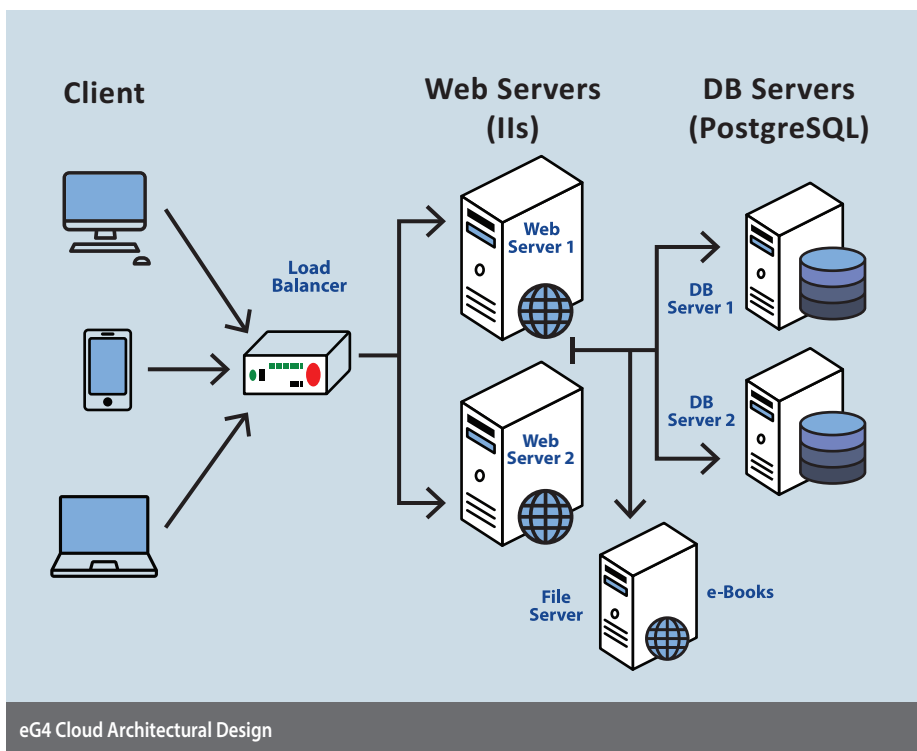 Client
Web Servers
(IIs)
DB Servers
(PostgreSQL)
Load
Balancer
Web
Server 1
DB
Server 1
Web
Server 2
DB
Server 2
File
Server
e-Books
eG4 Cloud Architectural Design